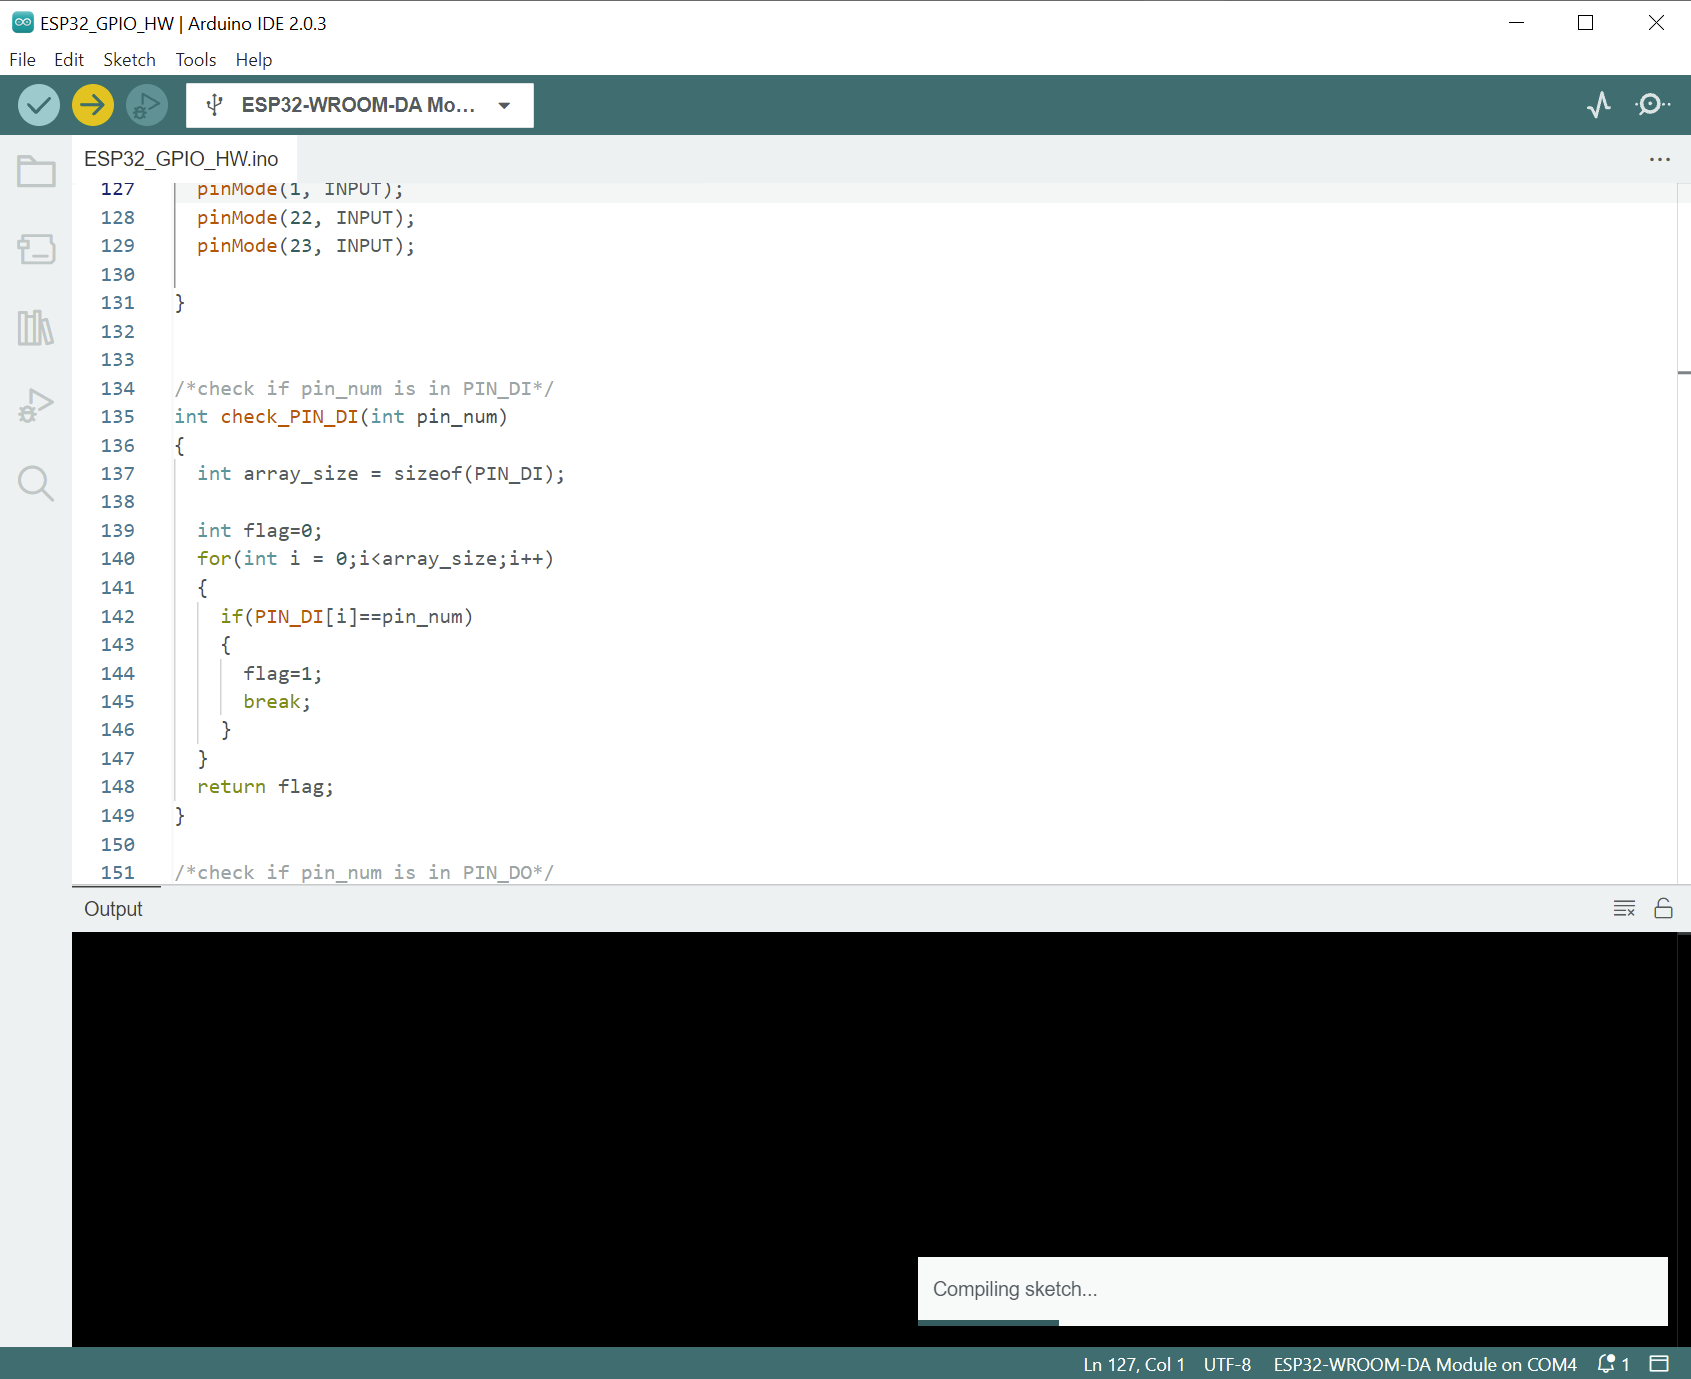 ESP32_GPIO_HW | Arduino IDE 2.0.3
File Edit Sketch Tools Help
ESP32-WROOM-DA Mo...
ESP32_GPIO_HW.ino
127 pinMode(1, INPUT);
128 pinMode(22, INPUT);
129 pinMode(23, INPUT);
130
131 }
132
133
134 /*check if pin_num is in PIN_DI*/
135 int check_PIN_DI(int pin_num)
136 {
137 int array_size = sizeof(PIN_DI);
138
139 int flag=0;
140 for(int i = 0;i<array_size;i++)
141 {
142 if(PIN_DI[i]==pin_num)
143 {
144 flag=1;
145 break;
146 }
147 }
148 return flag;
149 }
150
151 /*check if pin_num is in PIN_DO*/
Output
Compiling sketch...
Ln 127, Col 1 UTF-8 ESP32-WROOM-DA Module on COM4 1